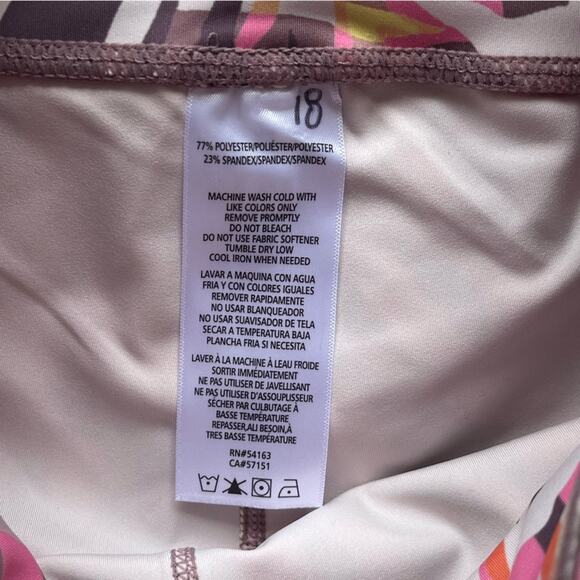 18
77% POLYESTER/POLIÉSTER/POLYESTER
23% SPANDEX/SPANDEX/SPANDEX
MACHINE WASH COLD WITH
LIKE COLORS ONLY
REMOVE PROMPTLY
DO NOT BLEACH
DO NOT USE FABRIC SOFTENER
TUMBLE DRY LOW
COOL IRON WHEN NEEDED
LAVAR A MAQUINA CON AGUA
FRIA Y CON COLORES IGUALES
REMOVER RAPIDAMENTE
NO USAR BLANQUEADOR
NO USAR SUAVISADOR DE TELA
SECAR A TEMPERATURA BAJA
PLANCHA FRIA SI NECESITA
LAVER À LA MACHINE À LEAU FROIDE
SORTIR IMMÉDIATEMENT
NE PAS UTILISER DE JAVELLISANT
NE PAS UTILISER D'ASSOUPLISEUR
SÉCHER PAR CULBUTAGE À
BASSE TEMPÉRATURE
REPASSER,ALI BESOIN,À
TRES BASSE TEMPÉRATURE
RN#54163
CA#57151